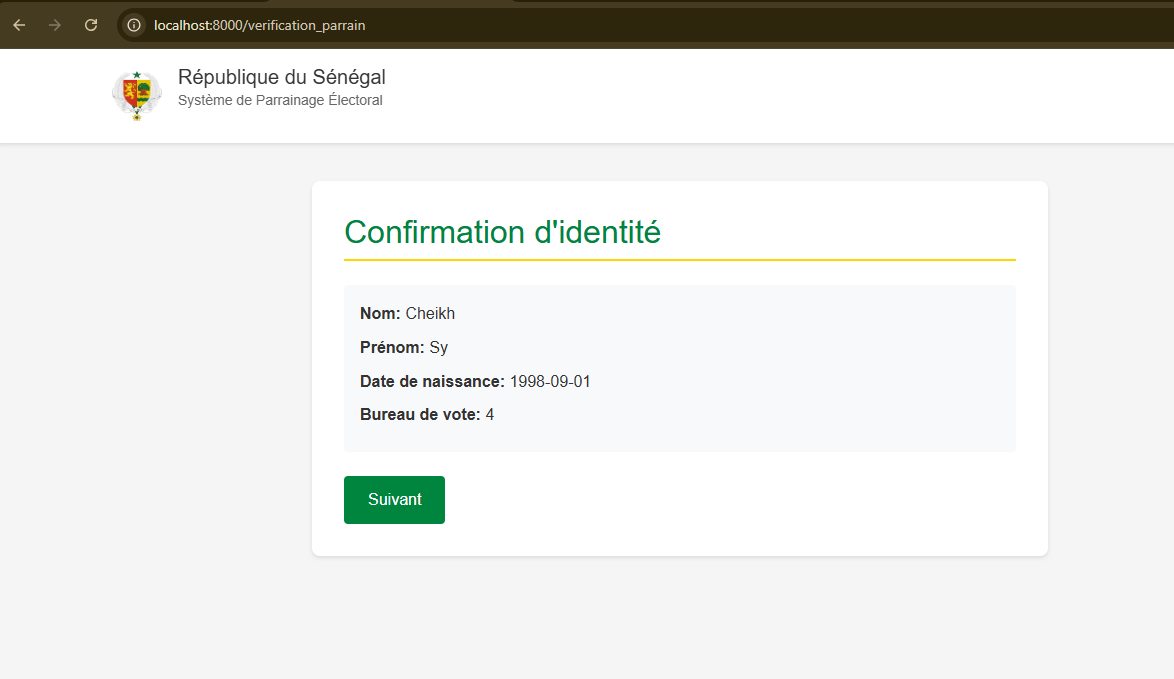 localhost:8000/verification_parrain
République du Sénégal
Système de Parrainage Électoral
Confirmation d'identité
Nom: Cheikh
Prénom: Sy
Date de naissance: 1998-09-01
Bureau de vote: 4
Suivant